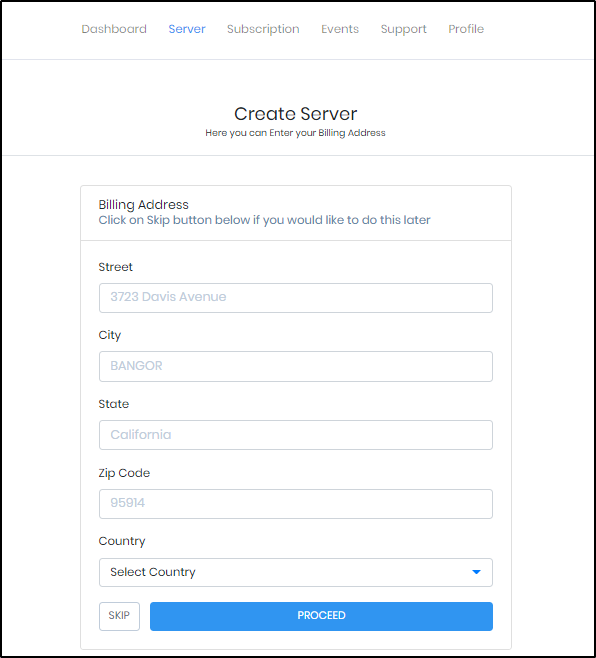 Dashboard Server Subscription Events Support Profile
Create Server
Here you can Enter your Billing Address
Billing Address
Click on Skip button below if you would like to do this later
Street
3723 Davis Avenue
City
BANGOR
State
California
Zip Code
95914
Country
Select Country
SKIP PROCEED